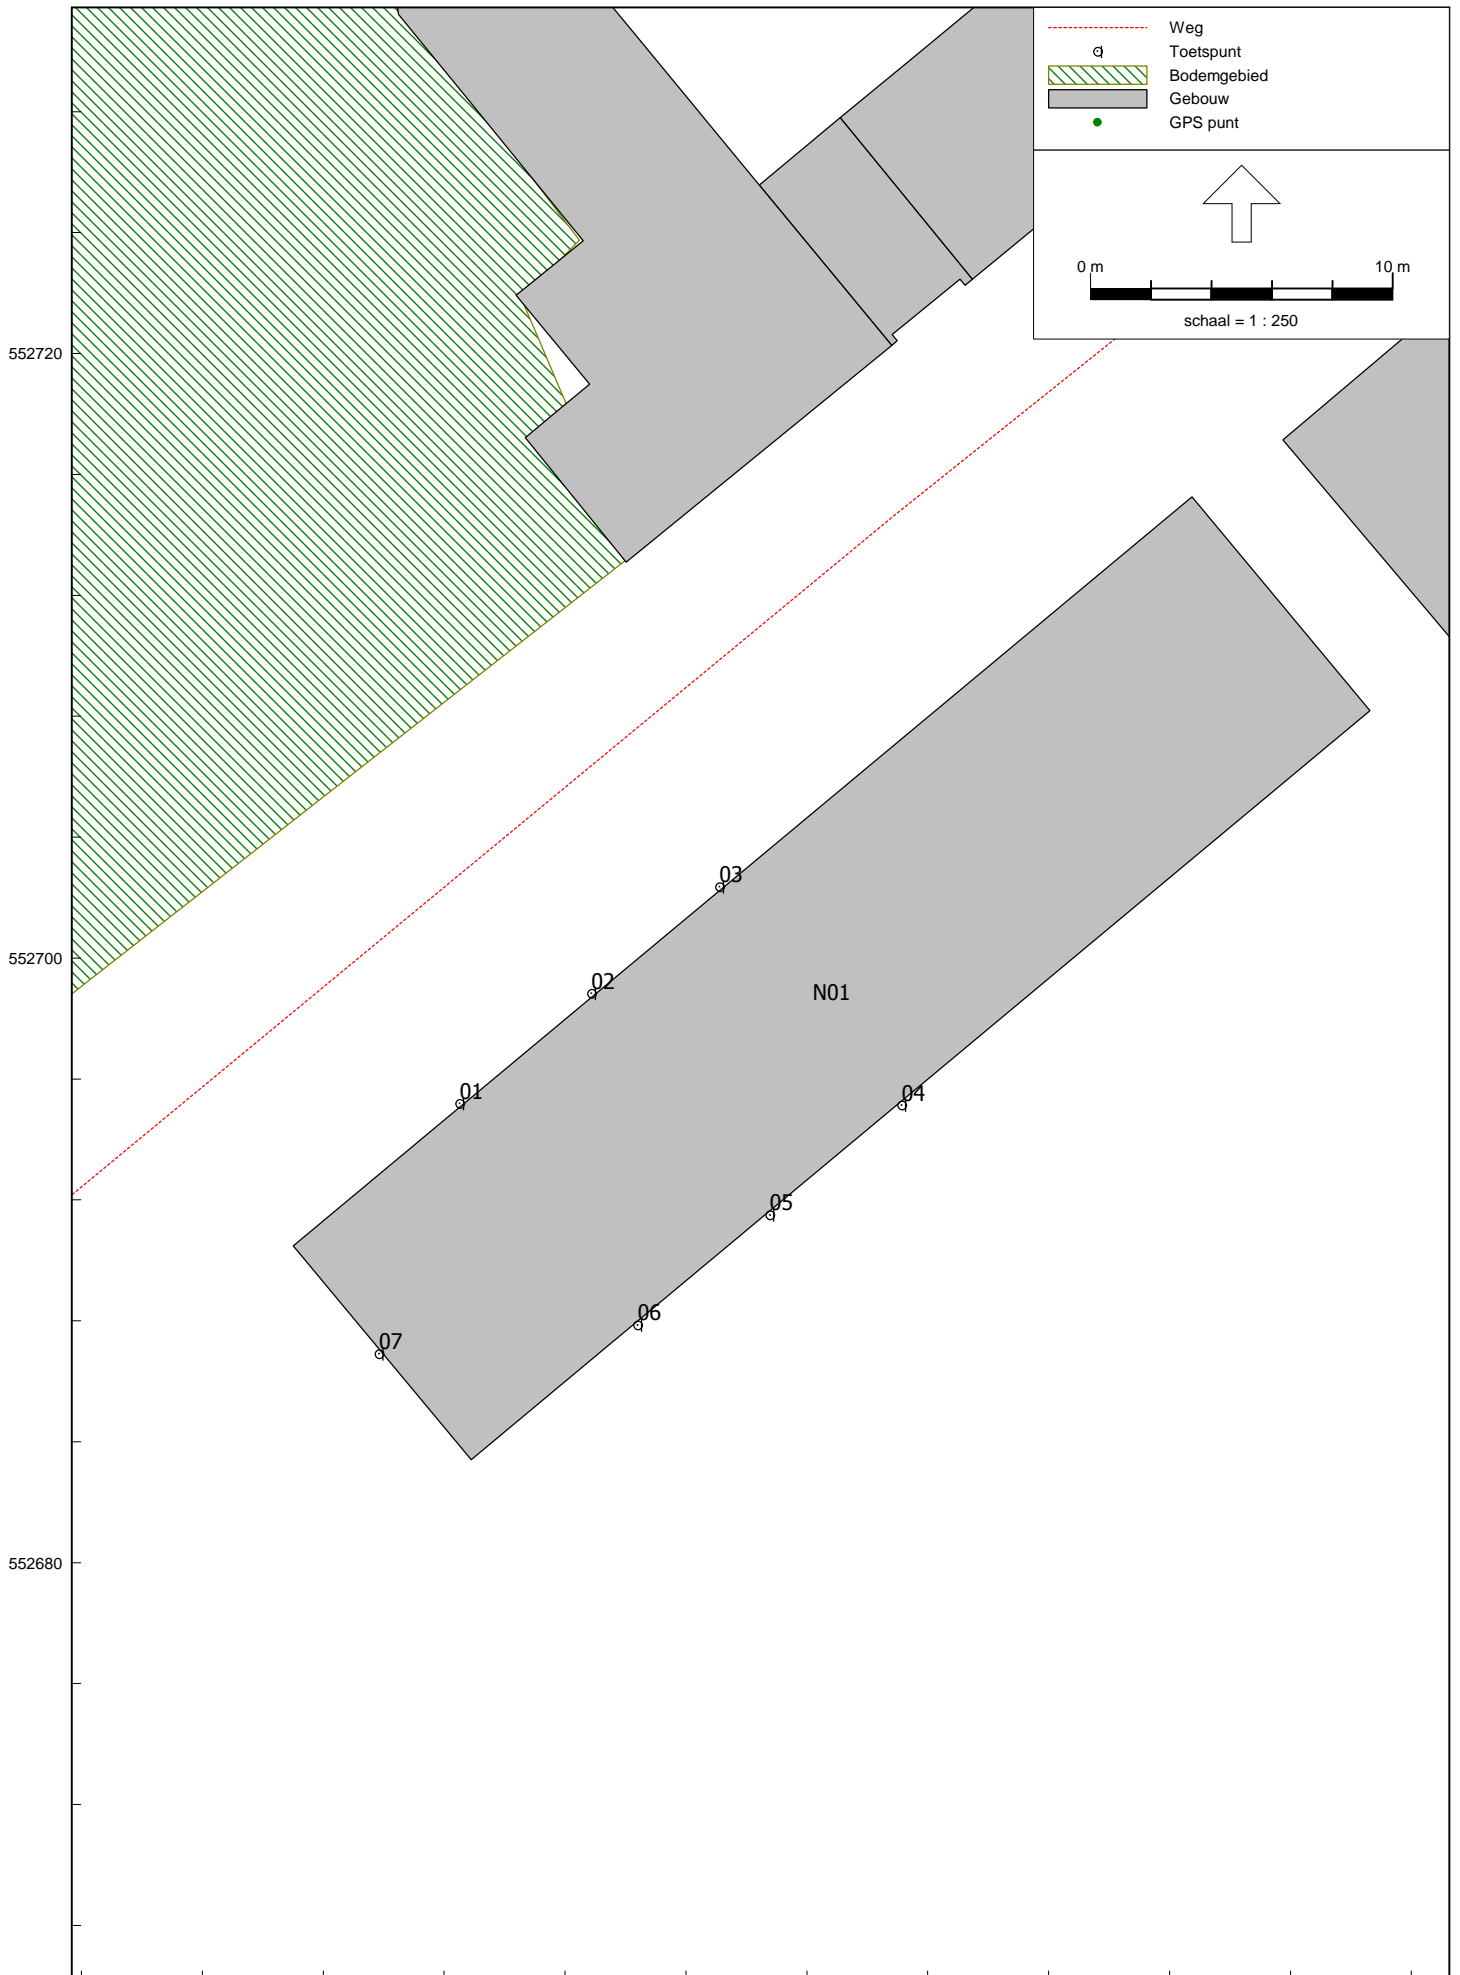 Weg
Toetspunt
Bodemgebied
Gebouw
GPS punt
0 m
10 m
schaal = 1 : 250
552720
03
552700
02
N01
01
04
05
06
07
552680